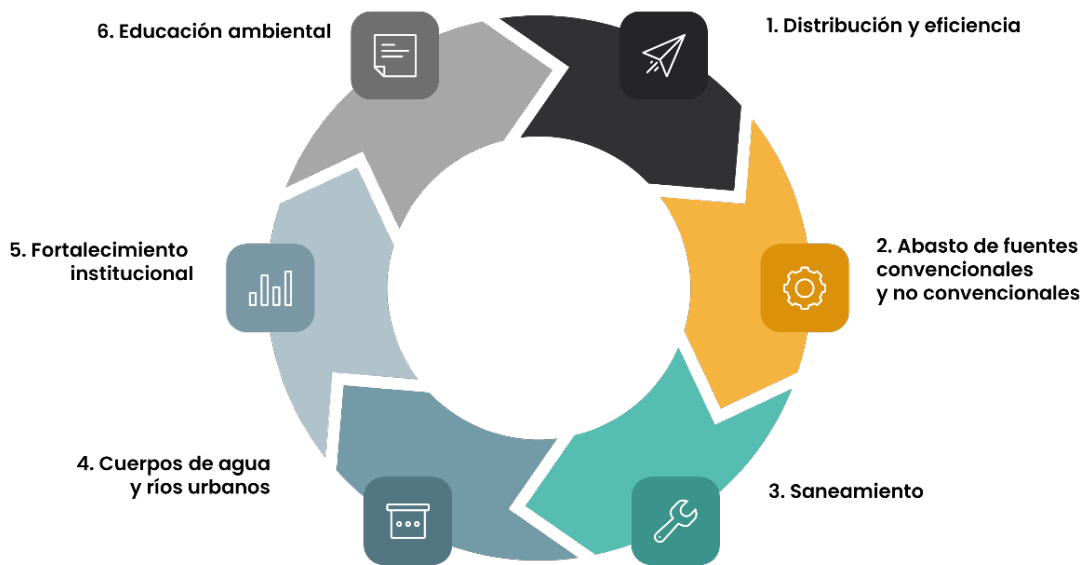 1. Distribución y eficiencia
2. Abasto de fuentes
convencionales
y no convencionales
3. Saneamiento
4. Cuerpos de agua
y ríos urbanos
5. Fortalecimiento
institucional
6. Educación ambiental